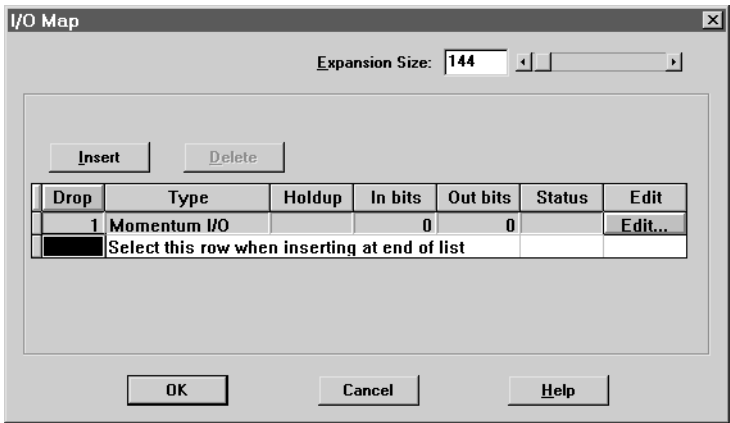 I/O Map
Expansion Size: 144
Insert Delete
Drop Type Holdup In bits Out bits Status Edit
1 Momentum I/O 0 0 Edit...
Select this row when inserting at end of list
OK Cancel Help